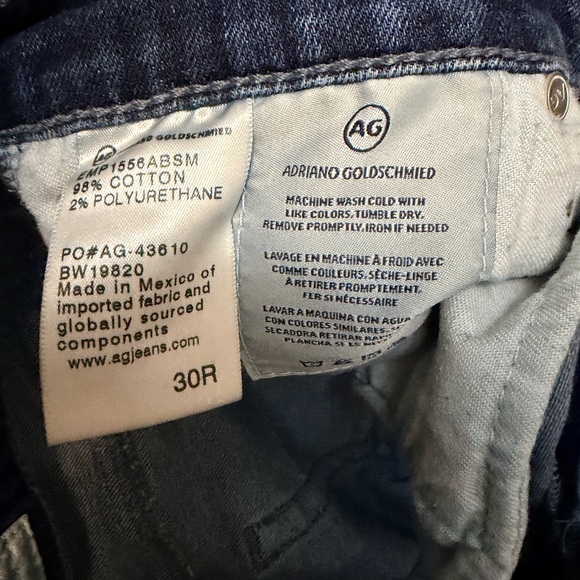 GOLDSCHMIED
EMP1556ABSM
98% COTTON
2% POLYURETHANE
PO#AG-43610
BW19820
Made in Mexico of
imported fabric and
globally sourced
components
www.agjeans.com
30R
AG
ADRIANO GOLDSCHMIED
MACHINE WASH COLD WITH
LIKE COLORS. TUMBLE DRY.
REMOVE PROMPTLY. IRON IF NEEDED
LAVAGE EN MACHINE À FROID AVEC
COMME COULEURS. SÈCHE-LINGE
À RETIRER PROMPTEMENT.
FER SI NÉCESSAIRE
LAVAR A MAQUINA CON AGUA
CON COLORES SIMILARES.
SECADORA RETIRAR
PLANCHA. SI ES